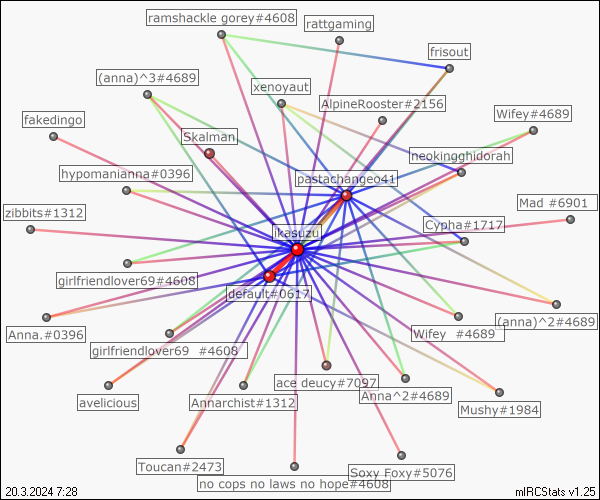 ramshackle gorey#4608
rattgaming
frisout
(anna)^3#4689
xenoyaut
AlpineRooster#2156
fakedingo
Wifey#4689
Skalman
neokingghidorah
hypomanianna#0396
pastachangeo41
zibbits#1312
Mad #6901
Cypha#1717
ikasuzu
girlfriendlover69#4608
default#0617
Anna.#0396
Wifey #4689
(anna)^2#4689
girlfriendlover69 #4608
ace deucy#7097
Anna^2#4689
avelicious
Annarchist#1312
Mushy#1984
Toucan#2473
Soxy Foxy#5076
no cops no laws no hope#4608
20.3.2024 7:28
mIRCStats v1.25